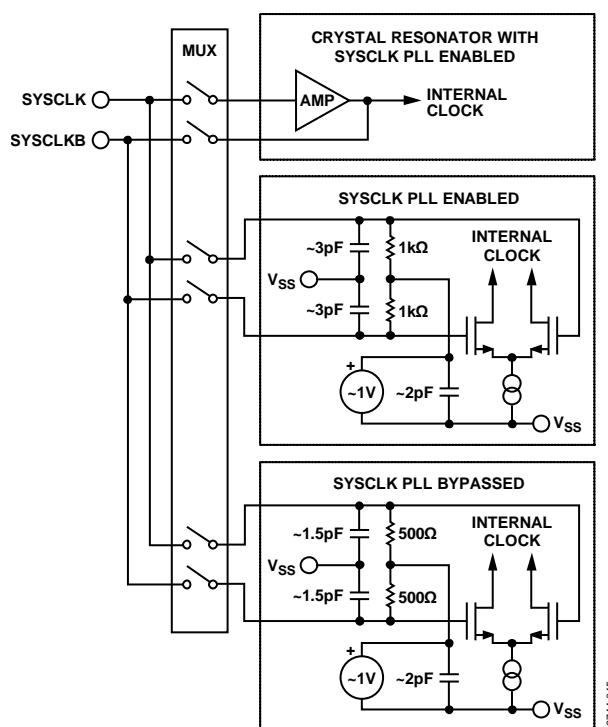 MUX
SYSCLK
SYSCLKB
CRYSTAL RESONATOR WITH
SYSCLK PLL ENABLED
AMP
INTERNAL
CLOCK
SYSCLK PLL ENABLED
~3pF
1kΩ
INTERNAL
CLOCK
VSS
~3pF
1kΩ
+
~1V
~2pF
VSS
SYSCLK PLL BYPASSED
~1.5pF
500Ω
INTERNAL
CLOCK
VSS
~1.5pF
500Ω
+
~1V
~2pF
VSS